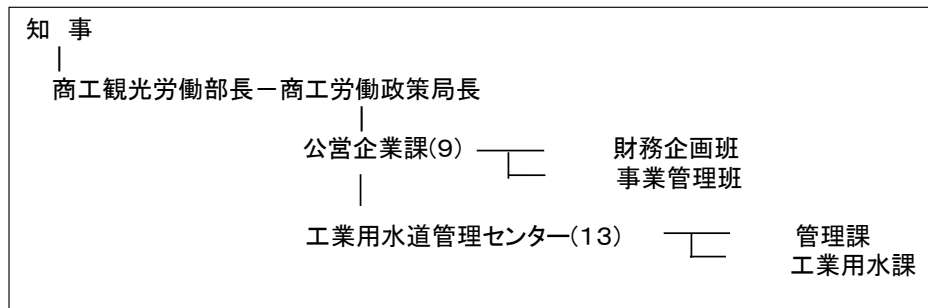 知 事
商工観光労働部長－商工労働政策局長
公営企業課(9) 財務企画班
事業管理班
工業用水道管理センター(13) 管理課
工業用水課